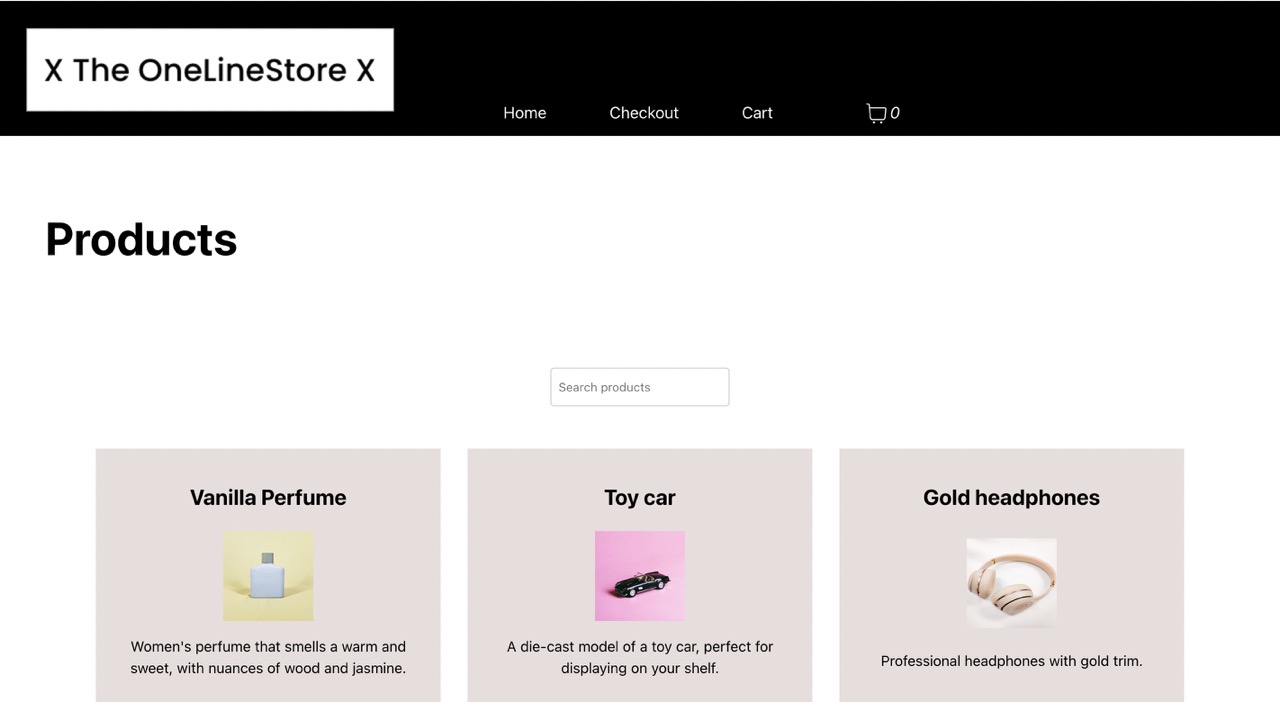 X The OneLineStore X
Home
Checkout
Cart
0
Products
Search products
Vanilla Perfume
Women's perfume that smells a warm and
sweet, with nuances of wood and jasmine.
Toy car
A die-cast model of a toy car, perfect for
displaying on your shelf.
Gold headphones
Professional headphones with gold trim.